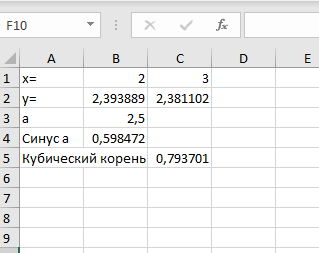 F10
A B C D E
1 x= 2 3
2 y= 2,393889 2,381102
3 a 2,5
4 Синус а 0,598472
5 Кубический корень 0,793701
6
7
8
9